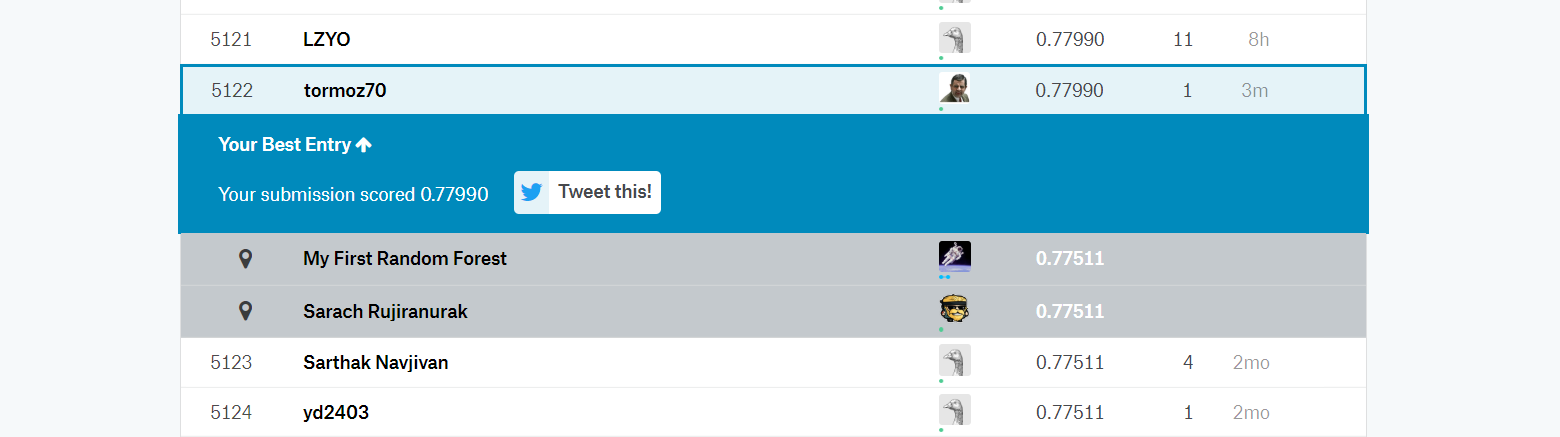 5121 LZYO 0.77990 11 8h
5122 tormoz70 0.77990 1 3m
Your Best Entry
Your submission scored 0.77990 Tweet this!
My First Random Forest 0.77511
Sarach Rujiranurak 0.77511
5123 Sarthak Navjivan 0.77511 4 2mo
5124 yd2403 0.77511 1 2mo